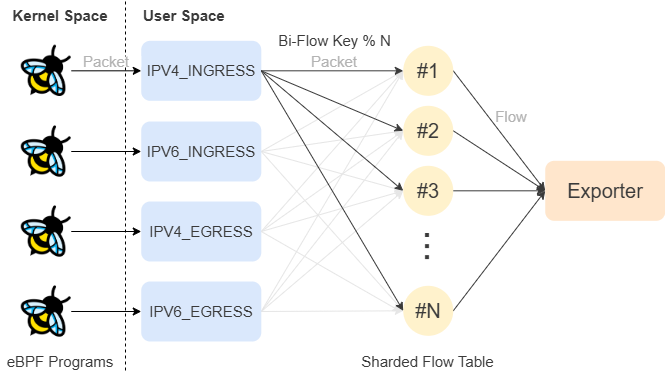 Kernel Space
User Space
Bi-Flow Key % N
Packet
IPV4_INGRESS
Packet
#1
IPV6_INGRESS
#2
Flow
#3
Exporter
IPV4_EGRESS
IPV6_EGRESS
#N
eBPF Programs
Sharded Flow Table